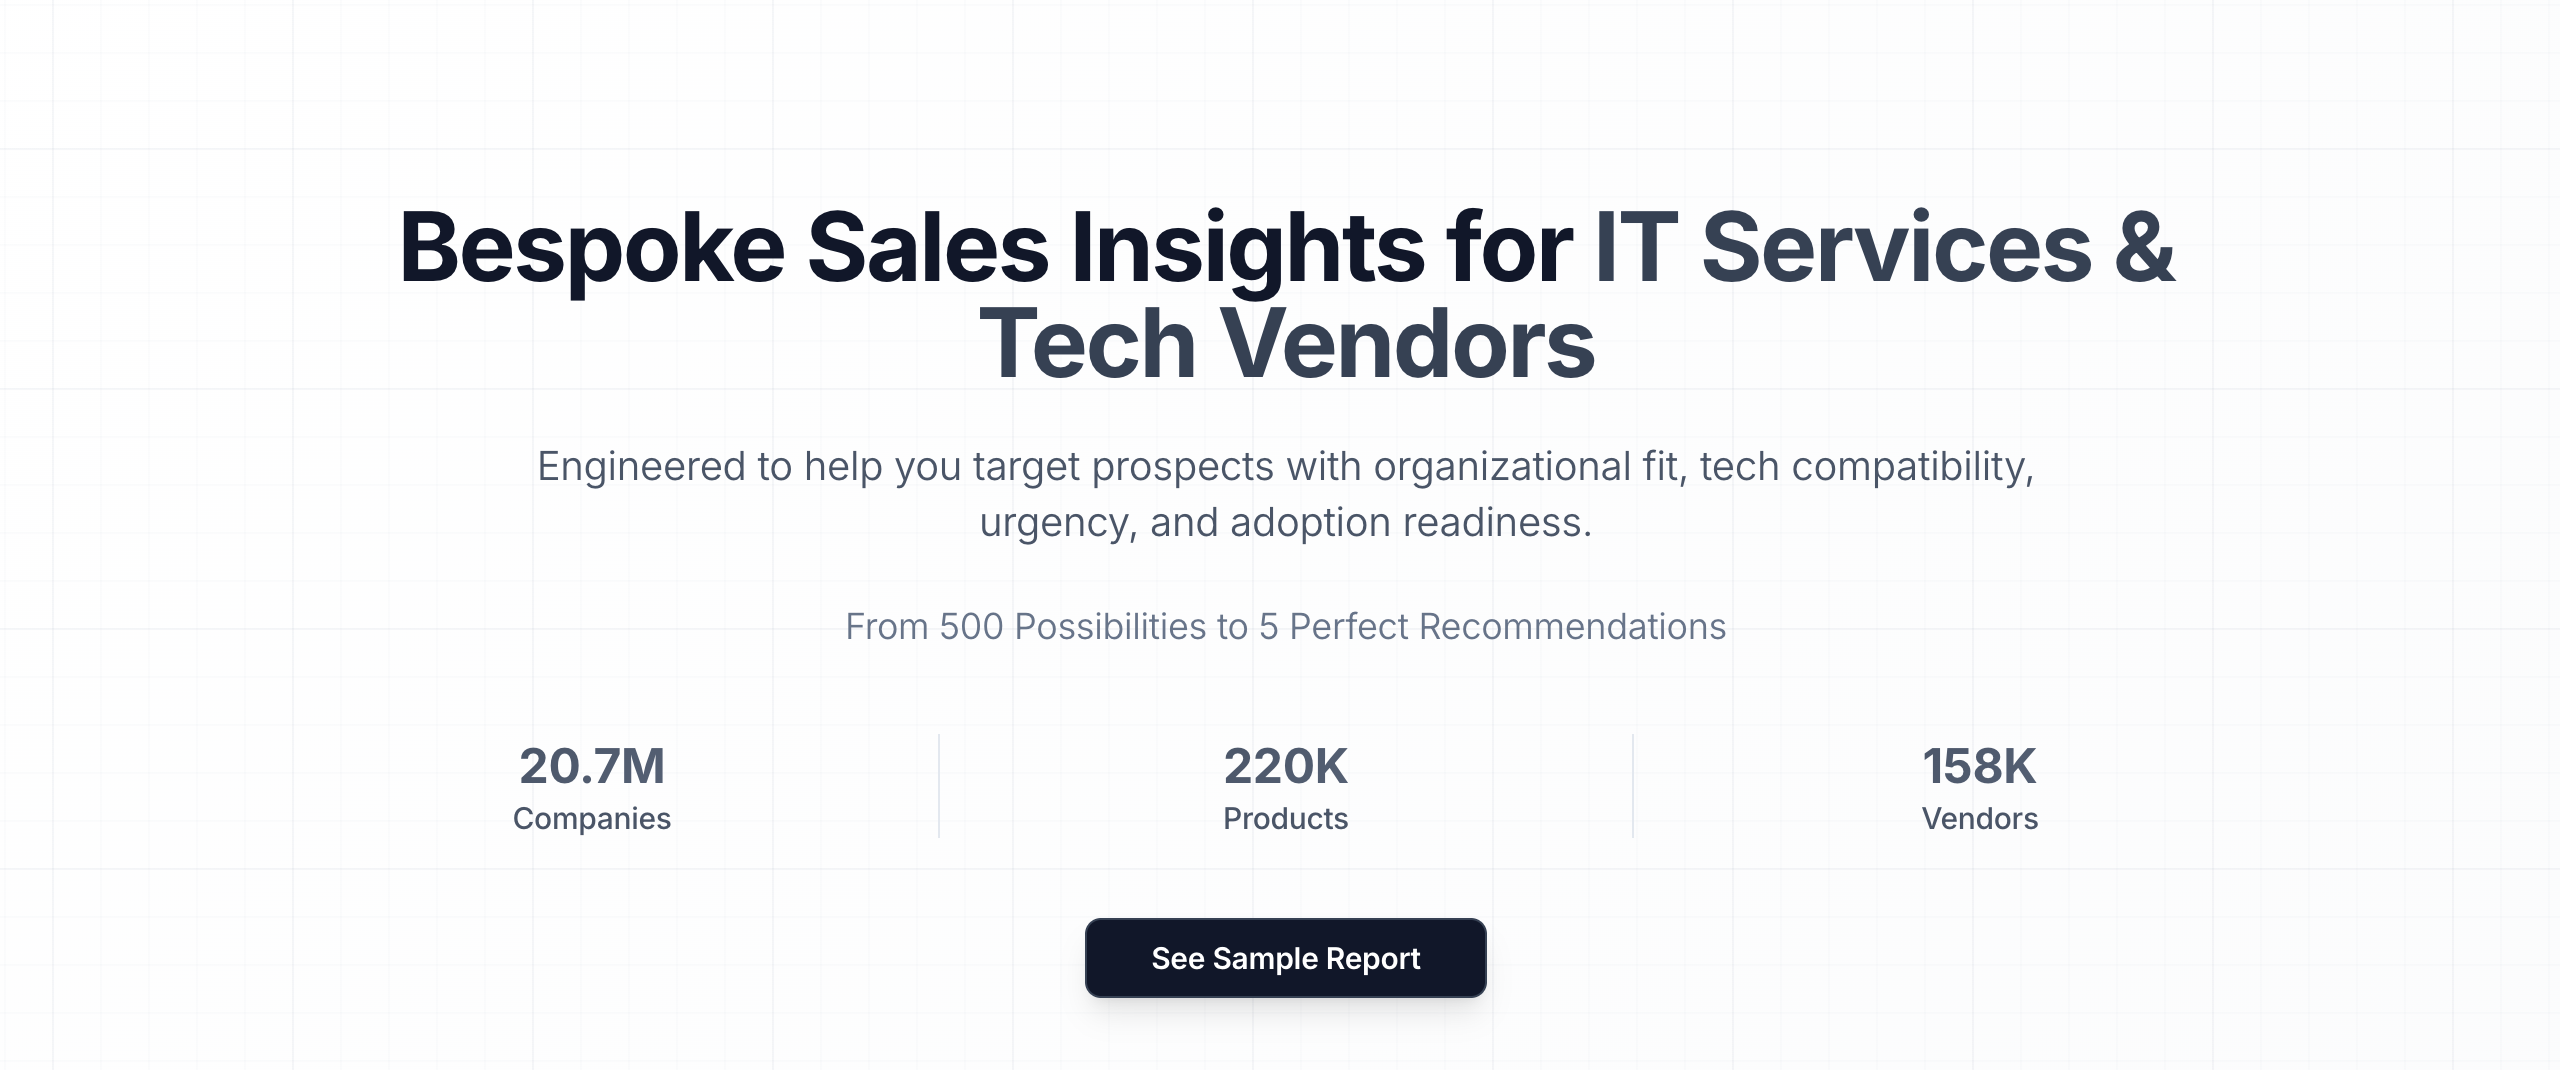 Bespoke Sales Insights for IT Services &
Tech Vendors
Engineered to help you target prospects with organizational fit, tech compatibility,
urgency, and adoption readiness.
From 500 Possibilities to 5 Perfect Recommendations
20.7M
Companies
220K
Products
158K
Vendors
See Sample Report